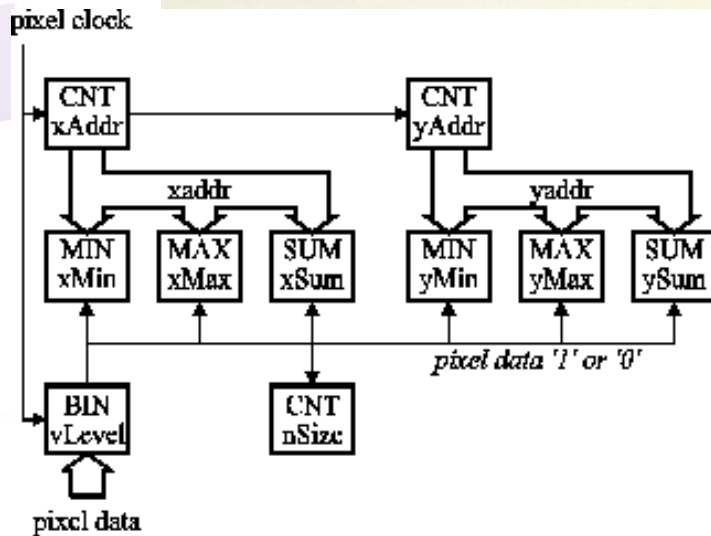 pixel clock
CNT
xAddr
CNT
yAddr
xaddr
yaddr
MIN
xMin
MAX
xMax
SUM
xSum
MIN
yMin
MAX
yMax
SUM
ySum
pixel data '1' or '0'
BIN
vLevel
CNT
nSize
pixel data